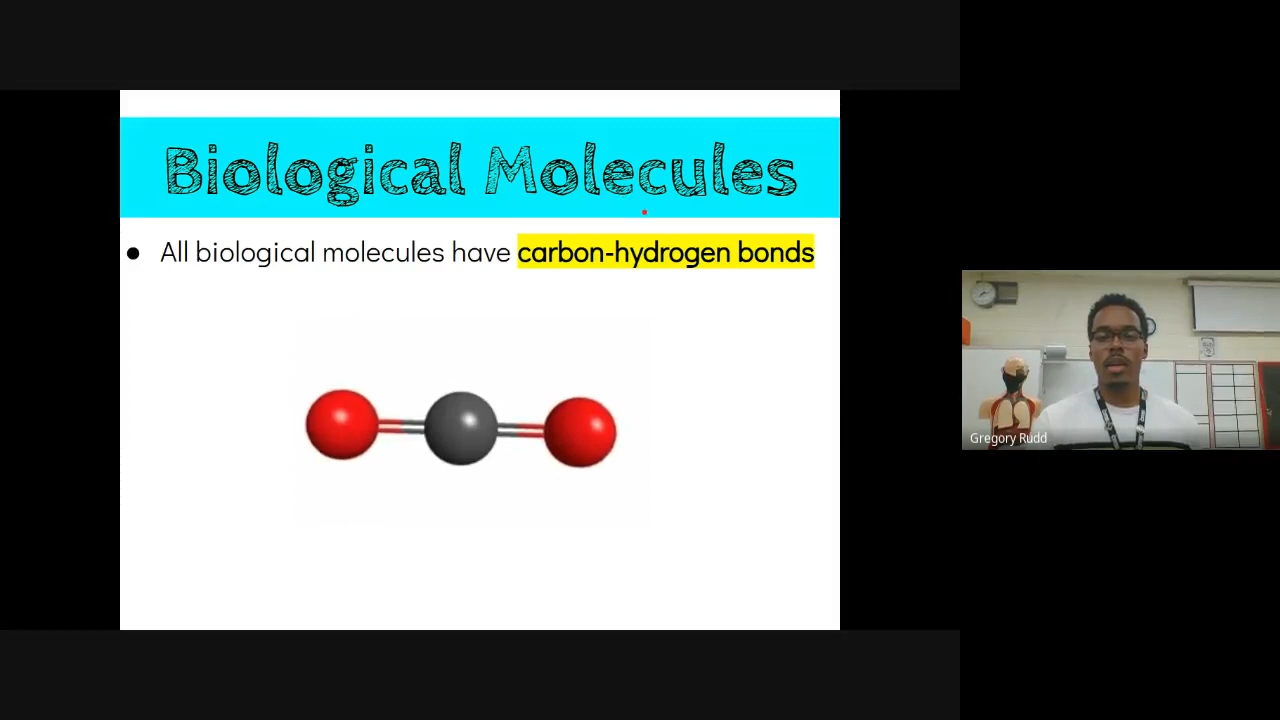 Biological Molecules
● All biological molecules have carbon-hydrogen bonds
Gregory Rudd